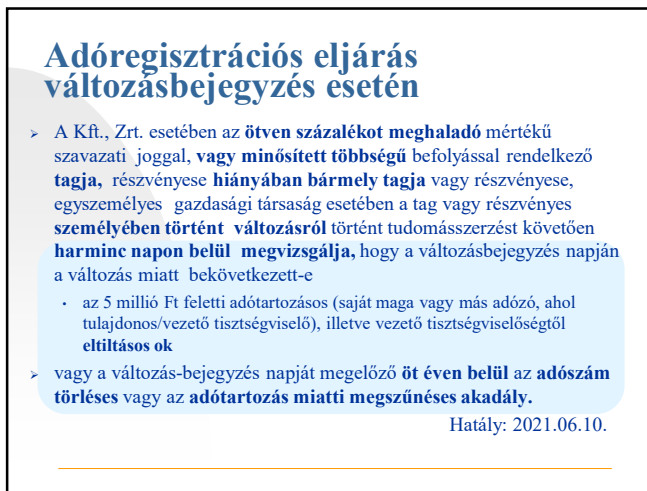 Adóregisztrációs eljárás
változásbejegyzés esetén
➢ A Kft., Zrt. esetében az ötven százalékot meghaladó mértékű
szavazati joggal, vagy minősített többségű befolyással rendelkező
tagja, részvényese hiányában bármely tagja vagy részvényese,
egyszemélyes gazdasági társaság esetében a tag vagy részvényes
személyében történt változásról történt tudomásszerzést követően
harminc napon belül megvizsgálja, hogy a változásbejegyzés napján
a változás miatt bekövetkezett-e
• az 5 millió Ft feletti adótartozásos (saját maga vagy más adózó, ahol
tulajdonos/vezető tisztségviselő), illetve vezető tisztségviselőségtől
eltiltásos ok
➢ vagy a változás-bejegyzés napját megelőző öt éven belül az adószám
törléses vagy az adótartozás miatti megszűnéses akadály.
Hatály: 2021.06.10.